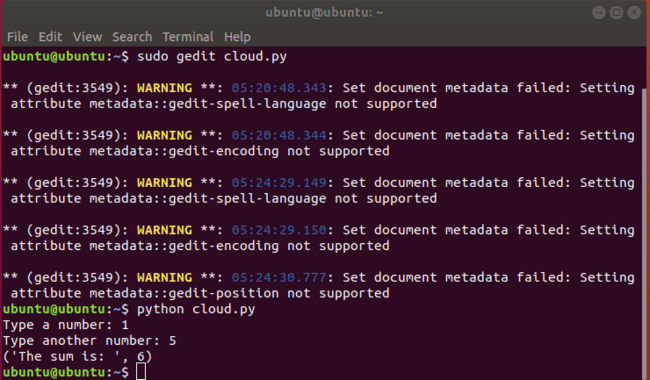 ubuntu@ubuntu: ~
File Edit View Search Terminal Help
ubuntu@ubuntu:~$ sudo gedit cloud.py
** (gedit:3549): WARNING **: 05:20:48.343: Set document metadata failed: Setting
attribute metadata::gedit-spell-language not supported
** (gedit:3549): WARNING **: 05:20:48.344: Set document metadata failed: Setting
attribute metadata::gedit-encoding not supported
** (gedit:3549): WARNING **: 05:24:29.149: Set document metadata failed: Setting
attribute metadata::gedit-spell-language not supported
** (gedit:3549): WARNING **: 05:24:29.150: Set document metadata failed: Setting
attribute metadata::gedit-encoding not supported
** (gedit:3549): WARNING **: 05:24:30.777: Set document metadata failed: Setting
attribute metadata::gedit-position not supported
ubuntu@ubuntu:~$ python cloud.py
Type a number: 1
Type another number: 5
('The sum is: ', 6)
ubuntu@ubuntu:~$